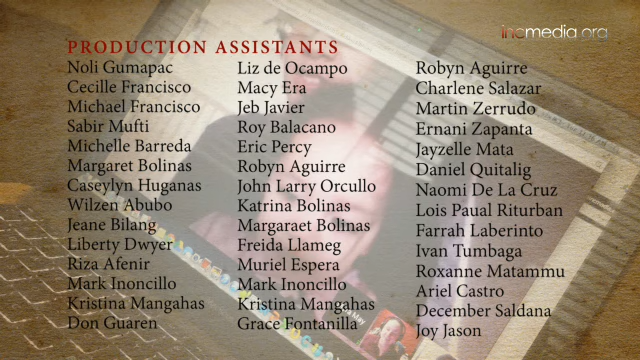 incmedia.org
PRODUCTION ASSISTANTS
Noli Gumapac
Cecille Francisco
Michael Francisco
Sabir Mufti
Michelle Barreda
Margaret Bolinas
Caseylyn Huganas
Wilzen Abubo
Jeane Bilang
Liberty Dwyer
Riza Afenir
Mark Inoncillo
Kristina Mangahas
Don Guaren
Liz de Ocampo
Macy Era
Jeb Javier
Roy Balacano
Eric Percy
Robyn Aguirre
John Larry Orcullo
Katrina Bolinas
Margaraet Bolinas
Freida Llameg
Muriel Espera
Mark Inoncillo
Kristina Mangahas
Grace Fontanilla
Robyn Aguirre
Charlene Salazar
Martin Zerrudo
Ernani Zapanta
Jayzelle Mata
Daniel Quitalig
Naomi De La Cruz
Lois Paual Riturban
Farrah Laberinto
Ivan Tumbaga
Roxanne Matammu
Ariel Castro
December Saldana
Joy Jason